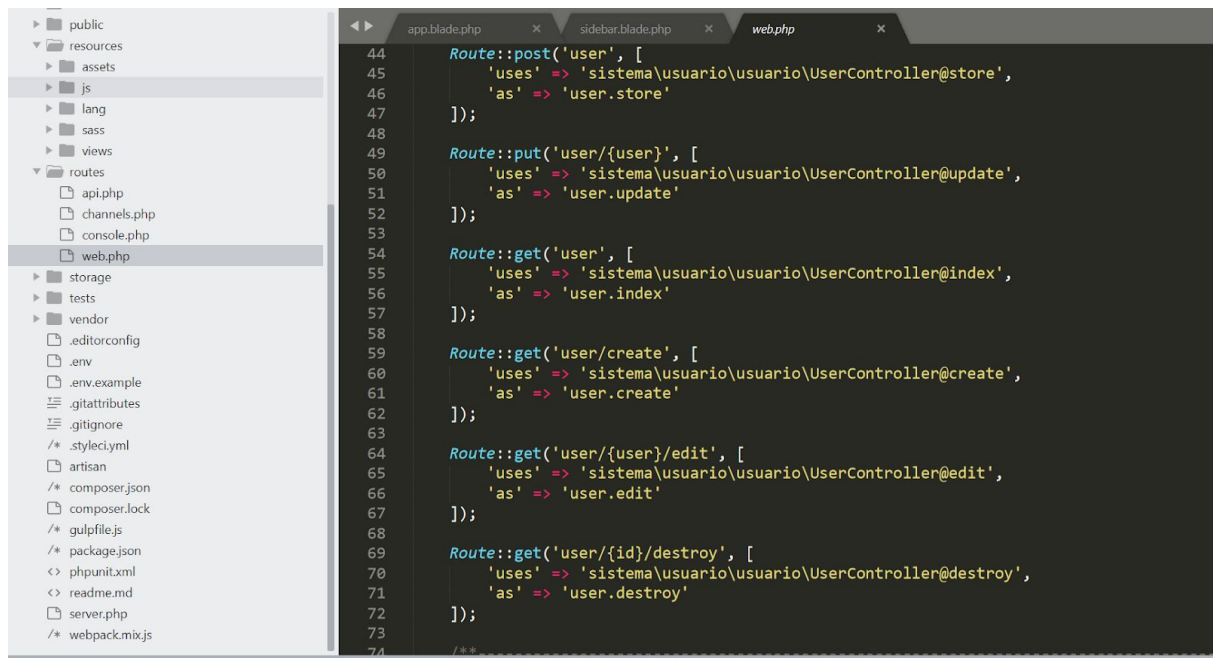 public
resources
assets
js
lang
sass
views
routes
api.php
channels.php
console.php
web.php
storage
tests
vendor
.editorconfig
.env
.env.example
.gitattributes
.gitignore
/* .styleci.yml
artisan
/* composer.json
composer.lock
/* gulpfile.js
/* package.json
<> phpunit.xml
<> readme.md
server.php
/* webpack.mix.js
app.blade.php × sidebar.blade.php × web.php ×
44 Route::post('user', [
45 'uses' => 'sistema\usuario\usuario\UserController@store',
46 'as' => 'user.store'
47 ]);
48
49 Route::put('user/{user}', [
50 'uses' => 'sistema\usuario\usuario\UserController@update',
51 'as' => 'user.update'
52 ]);
53
54 Route::get('user', [
55 'uses' => 'sistema\usuario\usuario\UserController@index',
56 'as' => 'user.index'
57 ]);
58
59 Route::get('user/create', [
60 'uses' => 'sistema\usuario\usuario\UserController@create',
61 'as' => 'user.create'
62 ]);
63
64 Route::get('user/{user}/edit', [
65 'uses' => 'sistema\usuario\usuario\UserController@edit',
66 'as' => 'user.edit'
67 ]);
68
69 Route::get('user/{id}/destroy', [
70 'uses' => 'sistema\usuario\usuario\UserController@destroy',
71 'as' => 'user.destroy'
72 ]);
73
74